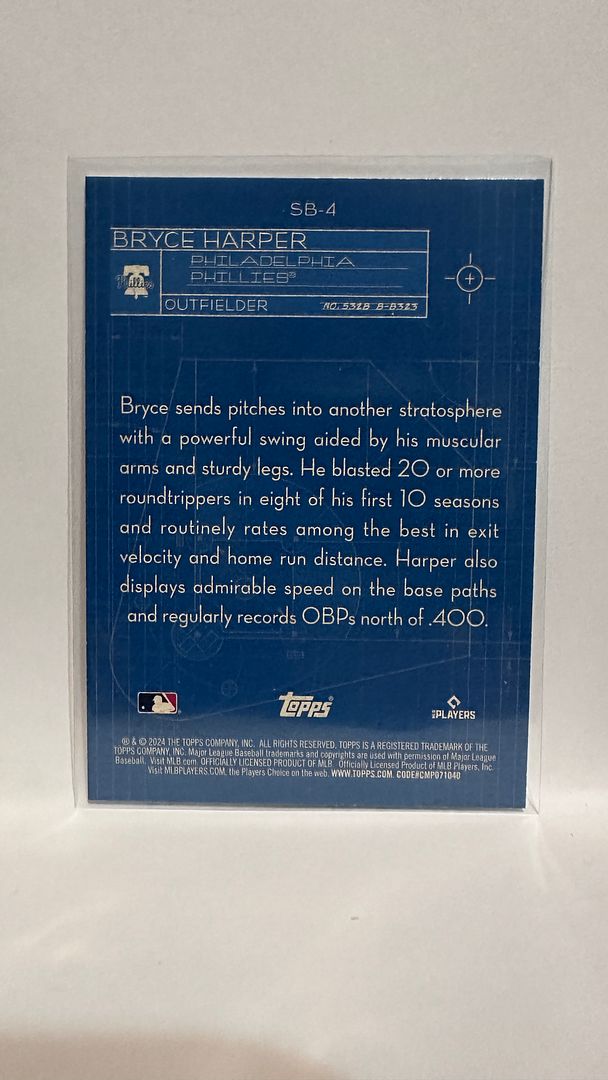 SB-4
BRYCE HARPER
PHILADELPHIA
PHILLIES®
Phillies
OUTFIELDER NO. 532B B-8323
Bryce sends pitches into another stratosphere
with a powerful swing aided by his muscular
arms and sturdy legs. He blasted 20 or more
roundtrippers in eight of his first 10 seasons
and routinely rates among the best in exit
velocity and home run distance. Harper also
displays admirable speed on the base paths
and regularly records OBPs north of .400.
Topps®
MLB PLAYERS
® & © 2024 THE TOPPS COMPANY, INC. ALL RIGHTS RESERVED. TOPPS IS A REGISTERED TRADEMARK OF THE
TOPPS COMPANY, INC. Major League Baseball trademarks and copyrights are used with permission of Major League
Baseball. Visit MLB.com. OFFICIALLY LICENSED PRODUCT OF MLB. Officially Licensed Product of MLB Players, Inc.
Visit MLBPLAYERS.COM, the Players Choice on the web. WWW.TOPPS.COM. CODE#CMP071040